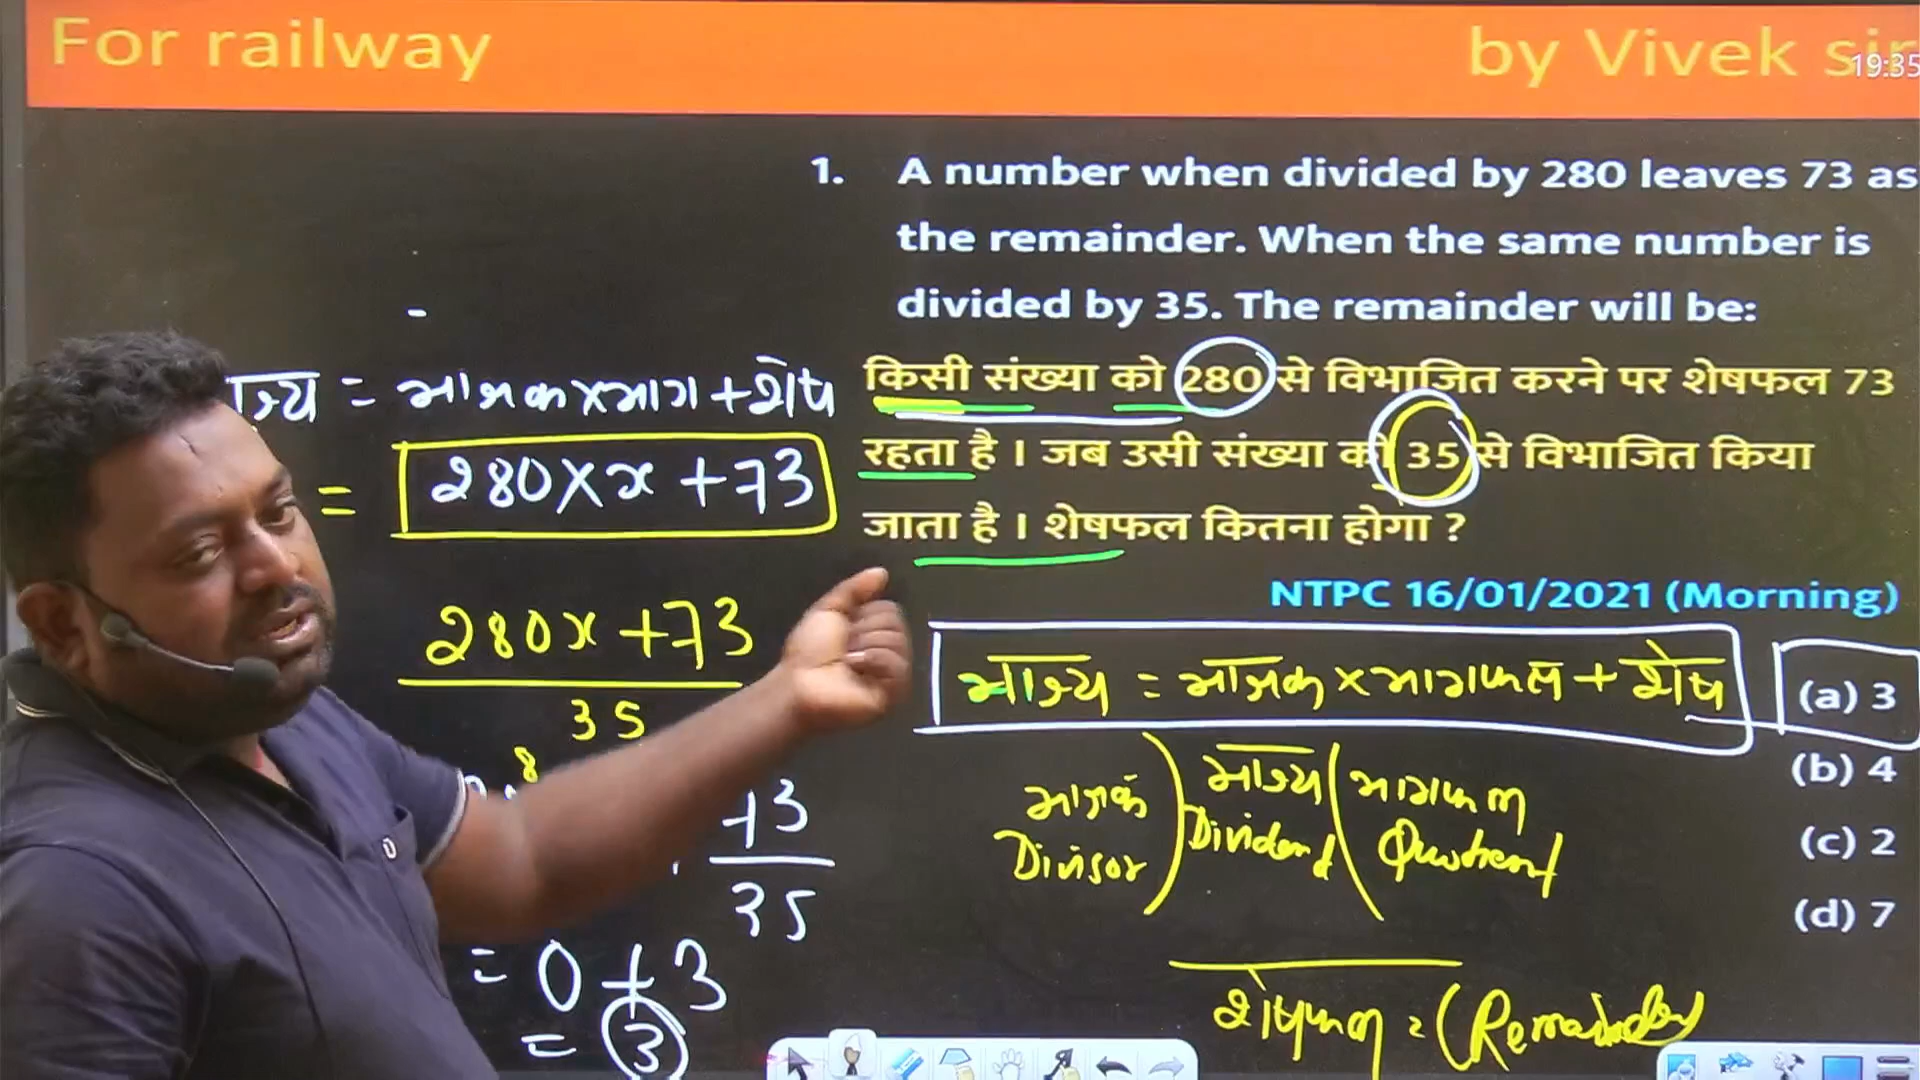 For railway
by Vivek sir
19:35
1. A number when divided by 280 leaves 73 as
the remainder. When the same number is
divided by 35. The remainder will be:
किसी संख्या को 280 से विभाजित करने पर शेषफल 73
रहता है । जब उसी संख्या को 35 से विभाजित किया
जाता है । शेषफल कितना होगा ?
NTPC 16/01/2021 (Morning)
(a) 3
(b) 4
(c) 2
(d) 7
ज्य = भाजक × भाग + शेष
= 280 × x + 73
280x + 73
35
8
73
35
= 0 + 3
= 3
भाज्य = भाजक × भागफल + शेष
भाजक ) भाज्य ( भागफल
Divisor Dividend Quotient
शेषफल = (Remainder)